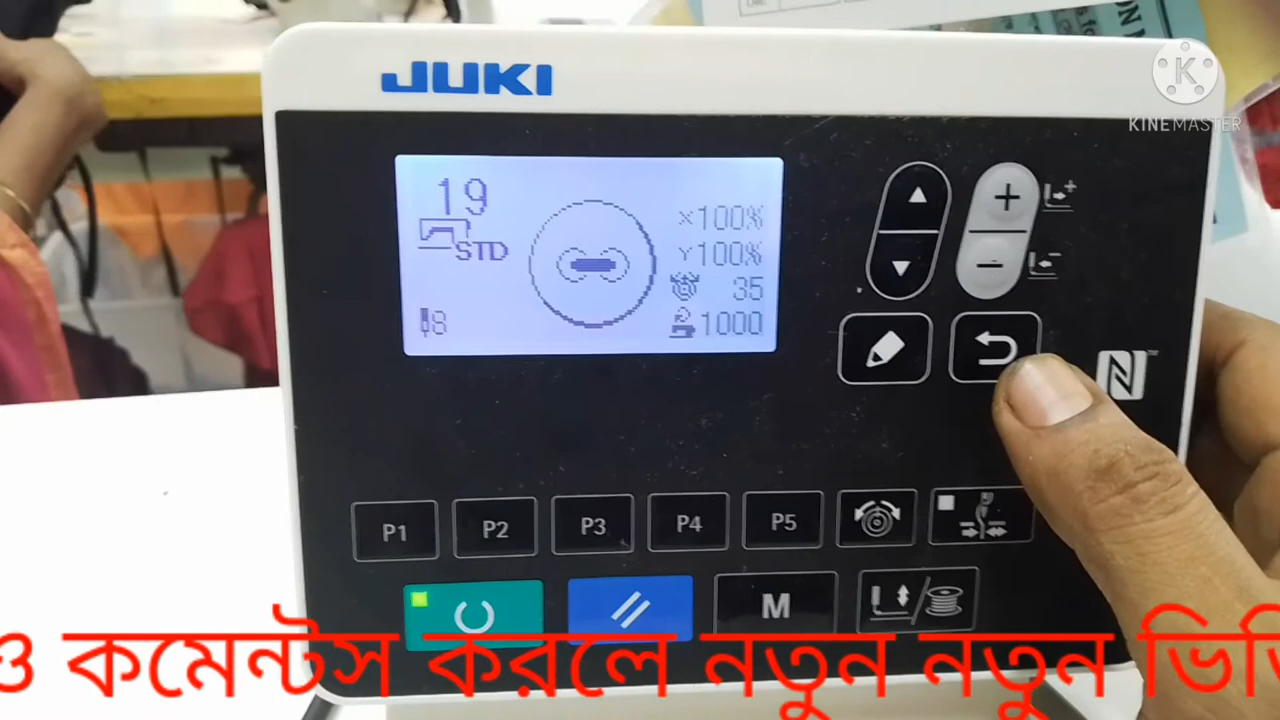 JUKI
KINEMASTER
19
STD
8
X100%
Y100%
35
1000
P1 P2 P3 P4 P5
M
ও কমেন্টস করলে নতুন নতুন ভিডি